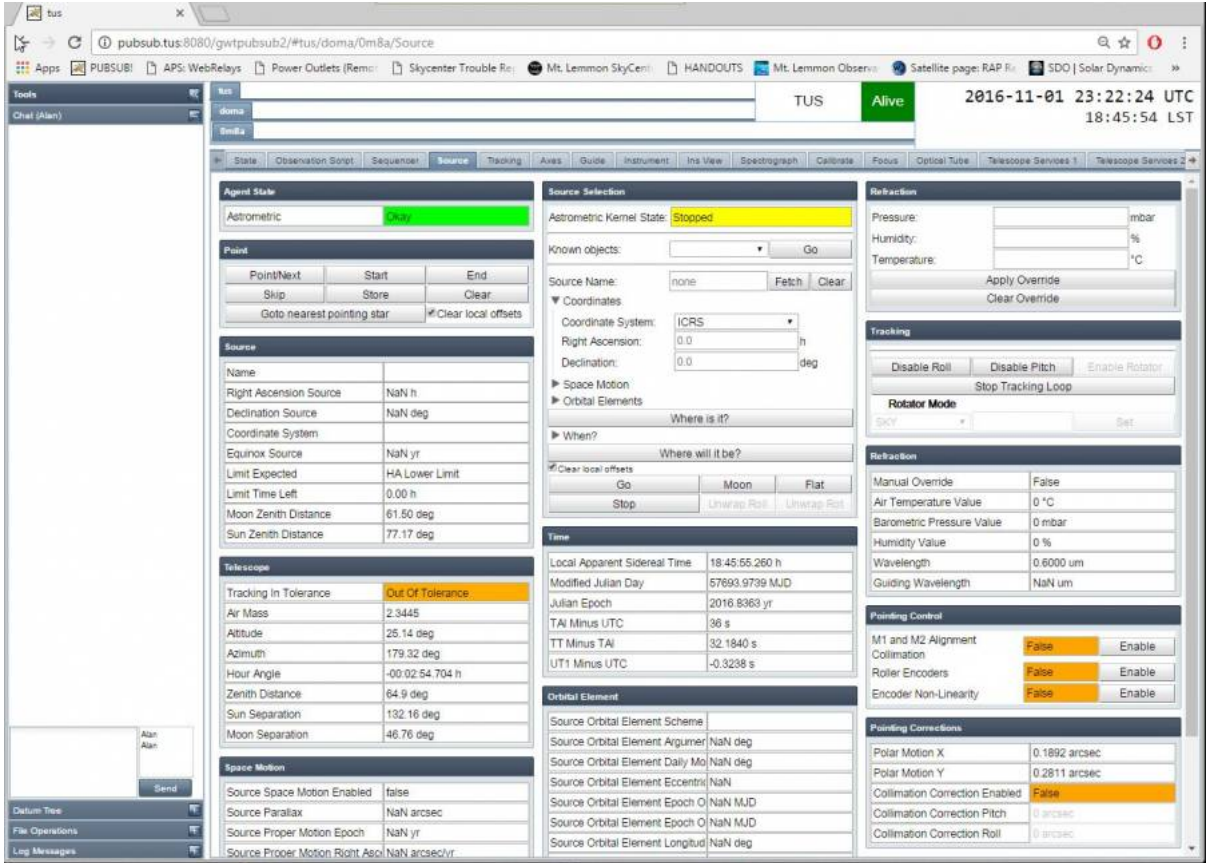 tus
pubsub.tus:8080/gwtpubsub2/#tus/doma/0m8a/Source
Apps PUBSUB! APS: WebRelays Power Outlets (Remo Skycenter Trouble Re Mt. Lemmon SkyCent HANDOUTS Mt. Lemmon Observa Satellite page: RAP R SDO | Solar Dynamics »
Tools
Chat (Alan)
tus
doma
0m8a
TUS
Alive
2016-11-01 23:22:24 UTC
18:45:54 LST
State Observation Script Sequencer Source Tracking Axes Guide Instrument Ins View Spectrograph Calibrate Focus Optical Tube Telescope Services 1 Telescope Services 2
Agent State
Astrometric Okay
Point
Point/Next Start End
Skip Store Clear
Goto nearest pointing star Clear local offsets
Source
Name
Right Ascension Source NaN h
Declination Source NaN deg
Coordinate System
Equinox Source NaN yr
Limit Expected HA Lower Limit
Limit Time Left 0.00 h
Moon Zenith Distance 61.50 deg
Sun Zenith Distance 77.17 deg
Telescope
Tracking In Tolerance Out Of Tolerance
Air Mass 2.3445
Altitude 25.14 deg
Azimuth 179.32 deg
Hour Angle -00:02:54.704 h
Zenith Distance 64.9 deg
Sun Separation 132.16 deg
Moon Separation 46.76 deg
Space Motion
Source Space Motion Enabled false
Source Parallax NaN arcsec
Source Proper Motion Epoch NaN yr
Source Proper Motion Right Asce NaN arcsec/yr
Source Selection
Astrometric Kernel State: Stopped
Known objects: Go
Source Name: none Fetch Clear
▼ Coordinates
Coordinate System: ICRS
Right Ascension: 0.0 h
Declination: 0.0 deg
▶ Space Motion
▶ Orbital Elements
Where is it?
▶ When?
Where will it be?
Clear local offsets
Go Moon Flat
Stop Unwrap Roll Unwrap Rot
Time
Local Apparent Sidereal Time 18:45:55.260 h
Modified Julian Day 57693.9739 MJD
Julian Epoch 2016.8363 yr
TAI Minus UTC 36 s
TT Minus TAI 32.1840 s
UT1 Minus UTC -0.3238 s
Orbital Element
Source Orbital Element Scheme
Source Orbital Element Argumer NaN deg
Source Orbital Element Daily Mo NaN deg
Source Orbital Element Eccentric NaN
Source Orbital Element Epoch O NaN MJD
Source Orbital Element Epoch O NaN MJD
Source Orbital Element Longitud NaN deg
Refraction
Pressure: mbar
Humidity: %
Temperature: °C
Apply Override
Clear Override
Tracking
Disable Roll Disable Pitch Enable Rotator
Stop Tracking Loop
Rotator Mode
SKY Set
Refraction
Manual Override False
Air Temperature Value 0 °C
Barometric Pressure Value 0 mbar
Humidity Value 0 %
Wavelength 0.6000 um
Guiding Wavelength NaN um
Pointing Control
M1 and M2 Alignment
Collimation False Enable
Roller Encoders False Enable
Encoder Non-Linearity False Enable
Pointing Corrections
Polar Motion X 0.1892 arcsec
Polar Motion Y 0.2811 arcsec
Collimation Correction Enabled False
Collimation Correction Pitch 0 arcsec
Collimation Correction Roll 0 arcsec
Alan
Alan
Send
Datum Tree
File Operations
Log Messages